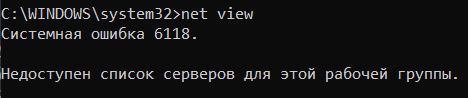 C:\WINDOWS\system32>net view
Системная ошибка 6118.
Недоступен список серверов для этой рабочей группы.